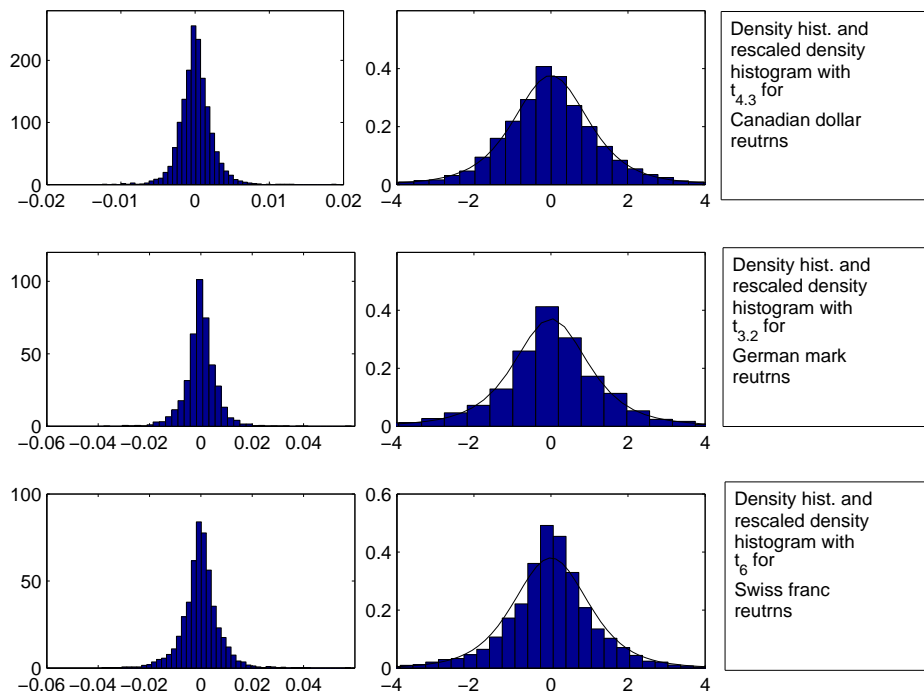 200
100
0
−0.02
−0.01
0
0.01
0.02
0.4
0.2
0
−4
−2
0
2
4
Density hist. and
rescaled density
histogram with
t4.3 for
Canadian dollar
reutrns
100
50
0
−0.06
−0.04
−0.02
0
0.02
0.04
0.4
0.2
0
−4
−2
0
2
4
Density hist. and
rescaled density
histogram with
t3.2 for
German mark
reutrns
100
50
0
−0.06
−0.04
−0.02
0
0.02
0.04
0.06
0.6
0.4
0.2
0
−4
−2
0
2
4
Density hist. and
rescaled density
histogram with
t6 for
Swiss franc
reutrns